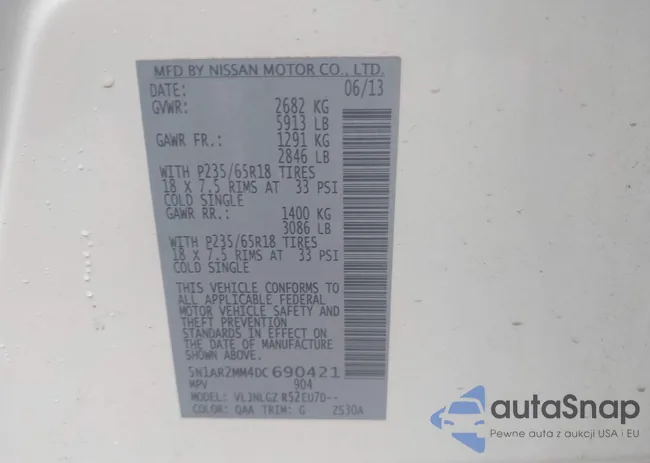 MFD BY NISSAN MOTOR CO., LTD.
DATE: 06/13
GVWR: 2682 KG
5913 LB
GAWR FR.: 1291 KG
2846 LB
WITH P235/65R18 TIRES
18 X 7.5 RIMS AT 33 PSI
COLD SINGLE
GAWR RR.: 1400 KG
3086 LB
WITH P235/65R18 TIRES
18 X 7.5 RIMS AT 33 PSI
COLD SINGLE
THIS VEHICLE CONFORMS TO
ALL APPLICABLE FEDERAL
MOTOR VEHICLE SAFETY AND
THEFT PREVENTION
STANDARDS IN EFFECT ON
THE DATE OF MANUFACTURE
SHOWN ABOVE.
5N1AR2MM4DC690421
MPV 904
MODEL: VLJNLGZ R52EU7D--
COLOR: QAA TRIM: G 2530A
autoSnap
Pewne auta z aukcji USA i EU